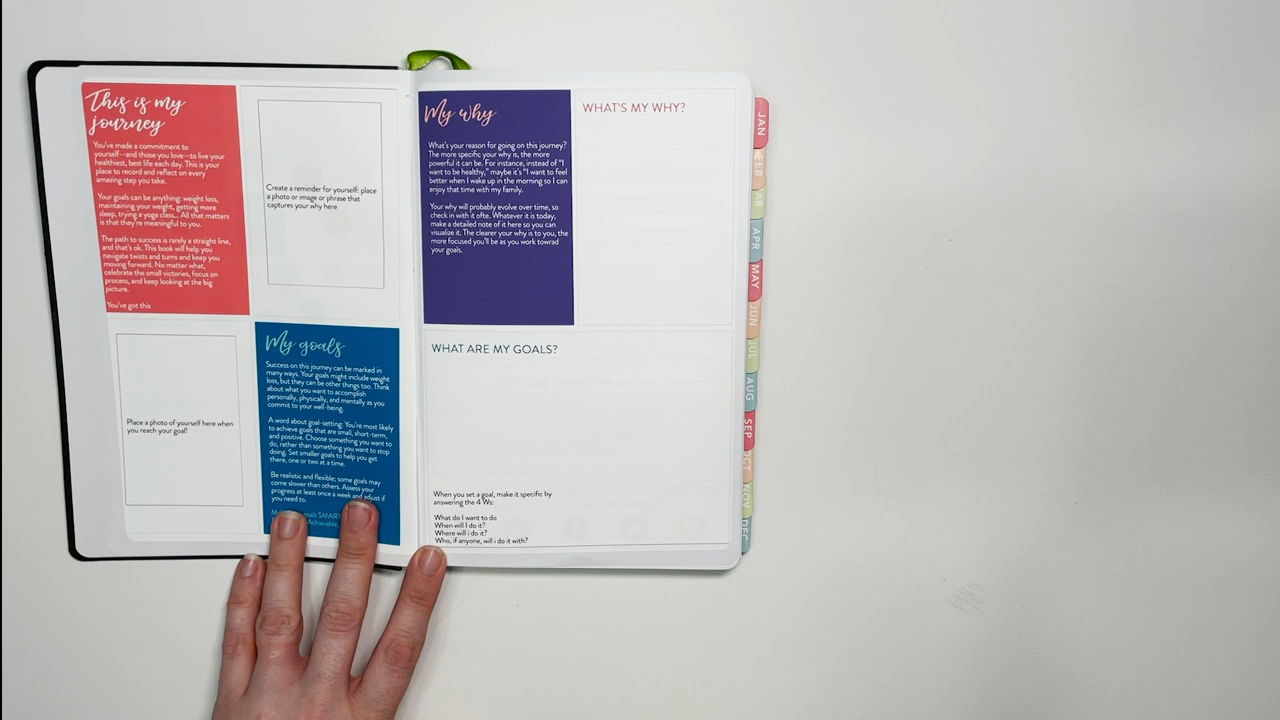 This is my
journey
You've made a commitment to
yourself--and those you love--to live your
healthiest, best life each day. This is your
place to record and reflect on every
amazing step you take.
Your goals can be anything: weight loss,
maintaining your weight, getting more
sleep, trying a yoga class... All that matters
is that they're meaningful to you.
The path to success is rarely a straight line,
and that's ok. This book will help you
navigate twists and turns and keep you
moving forward. No matter what,
celebrate the small victories, focus on
process, and keep looking at the big
picture.
You've got this
Create a reminder for yourself: place
a photo or image or phrase that
captures your why here
Place a photo of yourself here when
you reach your goal!
My goals
Success on this journey can be marked in
many ways. Your goals might include weight
loss, but they can be other things too. Think
about what you want to accomplish
personally, physically, and mentally as you
commit to your well-being.
A word about goal-setting: You're most likely
to achieve goals that are small, short-term,
and positive. Choose something you want to
do, rather than something you want to stop
doing. Set smaller goals to help you get
there, one or two at a time.
Be realistic and flexible; some goals may
come slower than others. Assess your
progress at least once a week and adjust if
you need to.
goals SMART
Achievable,
My why
What's your reason for going on this journey?
The more specific your why is, the more
powerful it can be. For instance, instead of "I
want to be healthy," maybe it's "I want to feel
better when I wake up in the morning so I can
enjoy that time with my family.
Your why will probably evolve over time, so
check in with it ofte. Whatever it is today,
make a detailed note of it here so you can
visualize it. The clearer your why is to you, the
more focused you'll be as you work towrad
your goals.
WHAT'S MY WHY?
WHAT ARE MY GOALS?
When you set a goal, make it specific by
answering the 4 Ws:
What do I want to do
When will I do it?
Where will i do it?
Who, if anyone, will i do it with?
JAN
FEB
MAR
APR
MAY
JUN
JUL
AUG
SEP
OCT
NOV
DEC